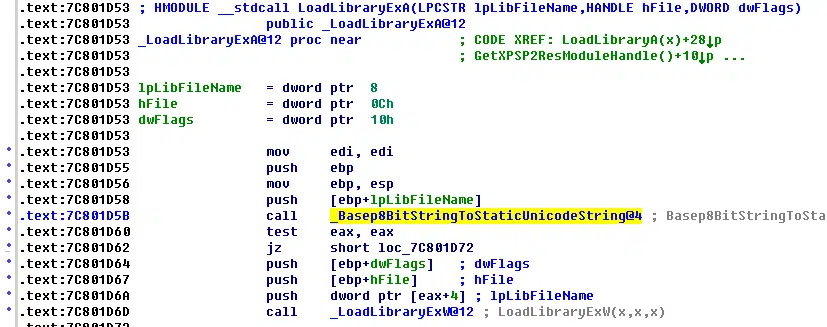 .text:7C801D53 ; HMODULE __stdcall LoadLibraryExA(LPCSTR lpLibFileName,HANDLE hFile,DWORD dwFlags)
.text:7C801D53 public _LoadLibraryExA@12
.text:7C801D53 _LoadLibraryExA@12 proc near ; CODE XREF: LoadLibraryA(x)+28↓p
.text:7C801D53 ; GetXPSP2ResModuleHandle()+10↓p ...
.text:7C801D53
.text:7C801D53 lpLibFileName = dword ptr 8
.text:7C801D53 hFile = dword ptr 0Ch
.text:7C801D53 dwFlags = dword ptr 10h
.text:7C801D53
.text:7C801D53 mov edi, edi
.text:7C801D55 push ebp
.text:7C801D56 mov ebp, esp
.text:7C801D58 push [ebp+lpLibFileName]
.text:7C801D5B call _Basep8BitStringToStaticUnicodeString@4 ; Basep8BitStringToSta
.text:7C801D60 test eax, eax
.text:7C801D62 jz short loc_7C801D72
.text:7C801D64 push [ebp+dwFlags] ; dwFlags
.text:7C801D67 push [ebp+hFile] ; hFile
.text:7C801D6A push dword ptr [eax+4] ; lpLibFileName
.text:7C801D6D call _LoadLibraryExW@12 ; LoadLibraryExW(x,x,x)